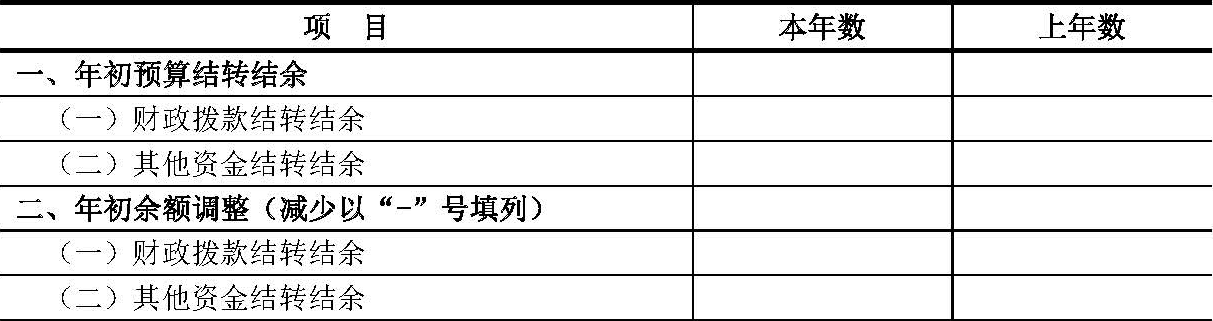 项 目 本年数 上年数
一、年初预算结转结余
（一）财政拨款结转结余
（二）其他资金结转结余
二、年初余额调整（减少以“-”号填列）
（一）财政拨款结转结余
（二）其他资金结转结余